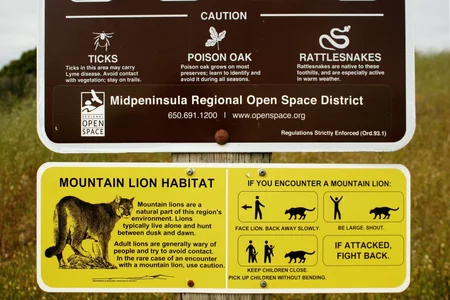 CAUTION
TICKS
Ticks in this area may carry
Lyme disease. Avoid contact
with vegetation; stay on trails.
POISON OAK
Poison oak grows on most
preserves; learn to identify and
avoid it during all seasons.
RATTLESNAKES
Rattlesnakes are native to these
foothills, and are especially active
in warm weather.
REGIONAL
OPEN
SPACE
Midpeninsula Regional Open Space District
650.691.1200 | www.openspace.org
Regulations Strictly Enforced (Ord.93.1)
MOUNTAIN LION HABITAT
Mountain lions are a
natural part of this region's
environment. Lions
typically live alone and hunt
between dusk and dawn.
Adult lions are generally wary of
people and try to avoid contact.
In the rare case of an encounter
with a mountain lion, use caution.
IF YOU ENCOUNTER A MOUNTAIN LION:
FACE LION. BACK AWAY SLOWLY.
BE LARGE. SHOUT.
KEEP CHILDREN CLOSE.
PICK UP CHILDREN WITHOUT BENDING.
IF ATTACKED,
FIGHT BACK.